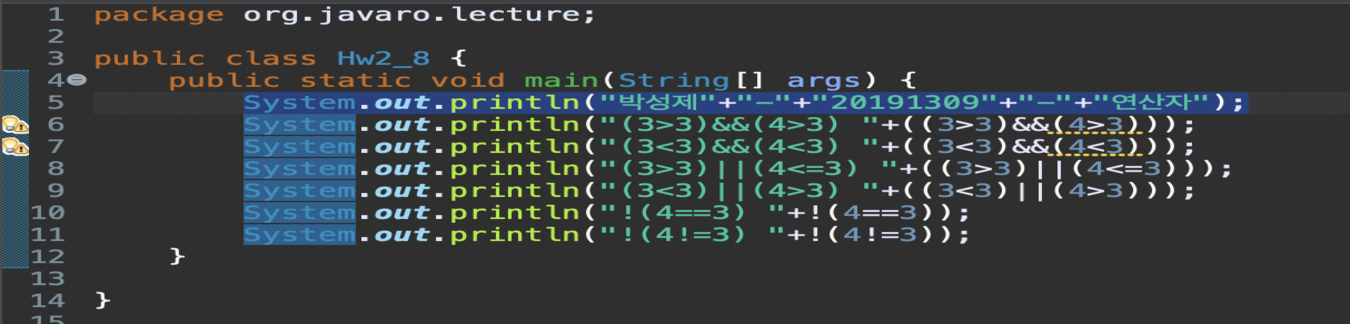 1 package org.javaro.lecture;
2
3 public class Hw2_8 {
4 public static void main(String[] args) {
5 System.out.println("박성제"+"-"+"20191309"+"-"+"연산자");
6 System.out.println("(3>3)&&(4>3) "+((3>3)&&(4>3)));
7 System.out.println("(3<3)&&(4<3) "+((3<3)&&(4<3)));
8 System.out.println("(3>3)||(4<=3) "+((3>3)||(4<=3)));
9 System.out.println("(3<3)||(4>3) "+((3<3)||(4>3)));
10 System.out.println("!(4==3) "+!(4==3));
11 System.out.println("!(4!=3) "+!(4!=3));
12 }
13
14 }
15